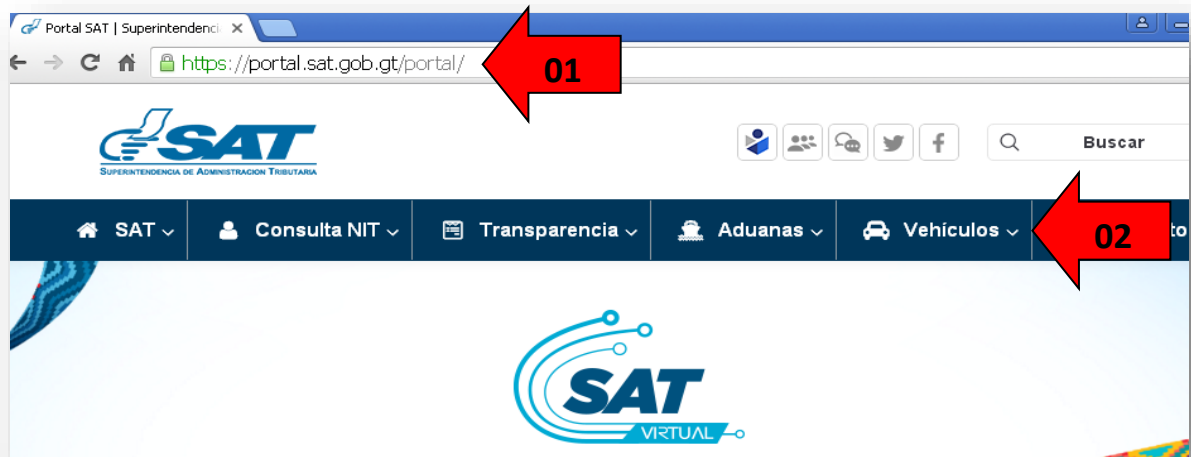 Portal SAT | Superintendenci
https://portal.sat.gob.gt/portal/
01
SAT
SUPERINTENDENCIA DE ADMINISTRACION TRIBUTARIA
Buscar
SAT
Consulta NIT
Transparencia
Aduanas
Vehículos
02
to
SAT
VIRTUAL